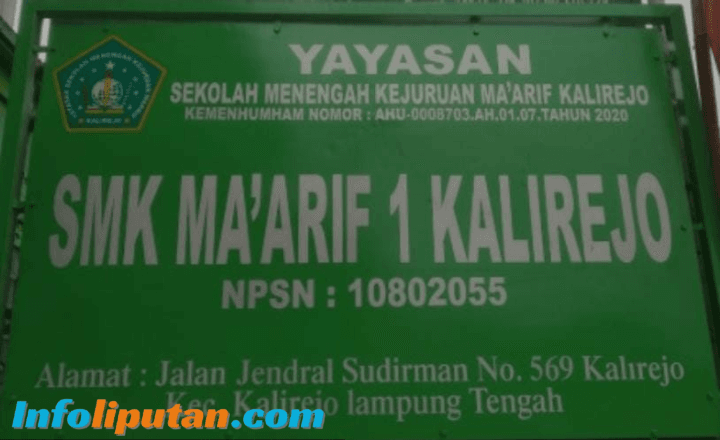 YAYASAN
SEKOLAH MENENGAH KEJURUAN MA'ARIF KALIREJO
KEMENHUMHAM NOMOR : AHU-0008703.AH.01.07.TAHUN 2020
KALIREJO
SMK MA'ARIF 1 KALIREJO
NPSN : 10802055
Alamat : Jalan Jendral Sudirman No. 569 Kalirejo
Kec. Kalirejo lampung Tengah
Infoliputan.com